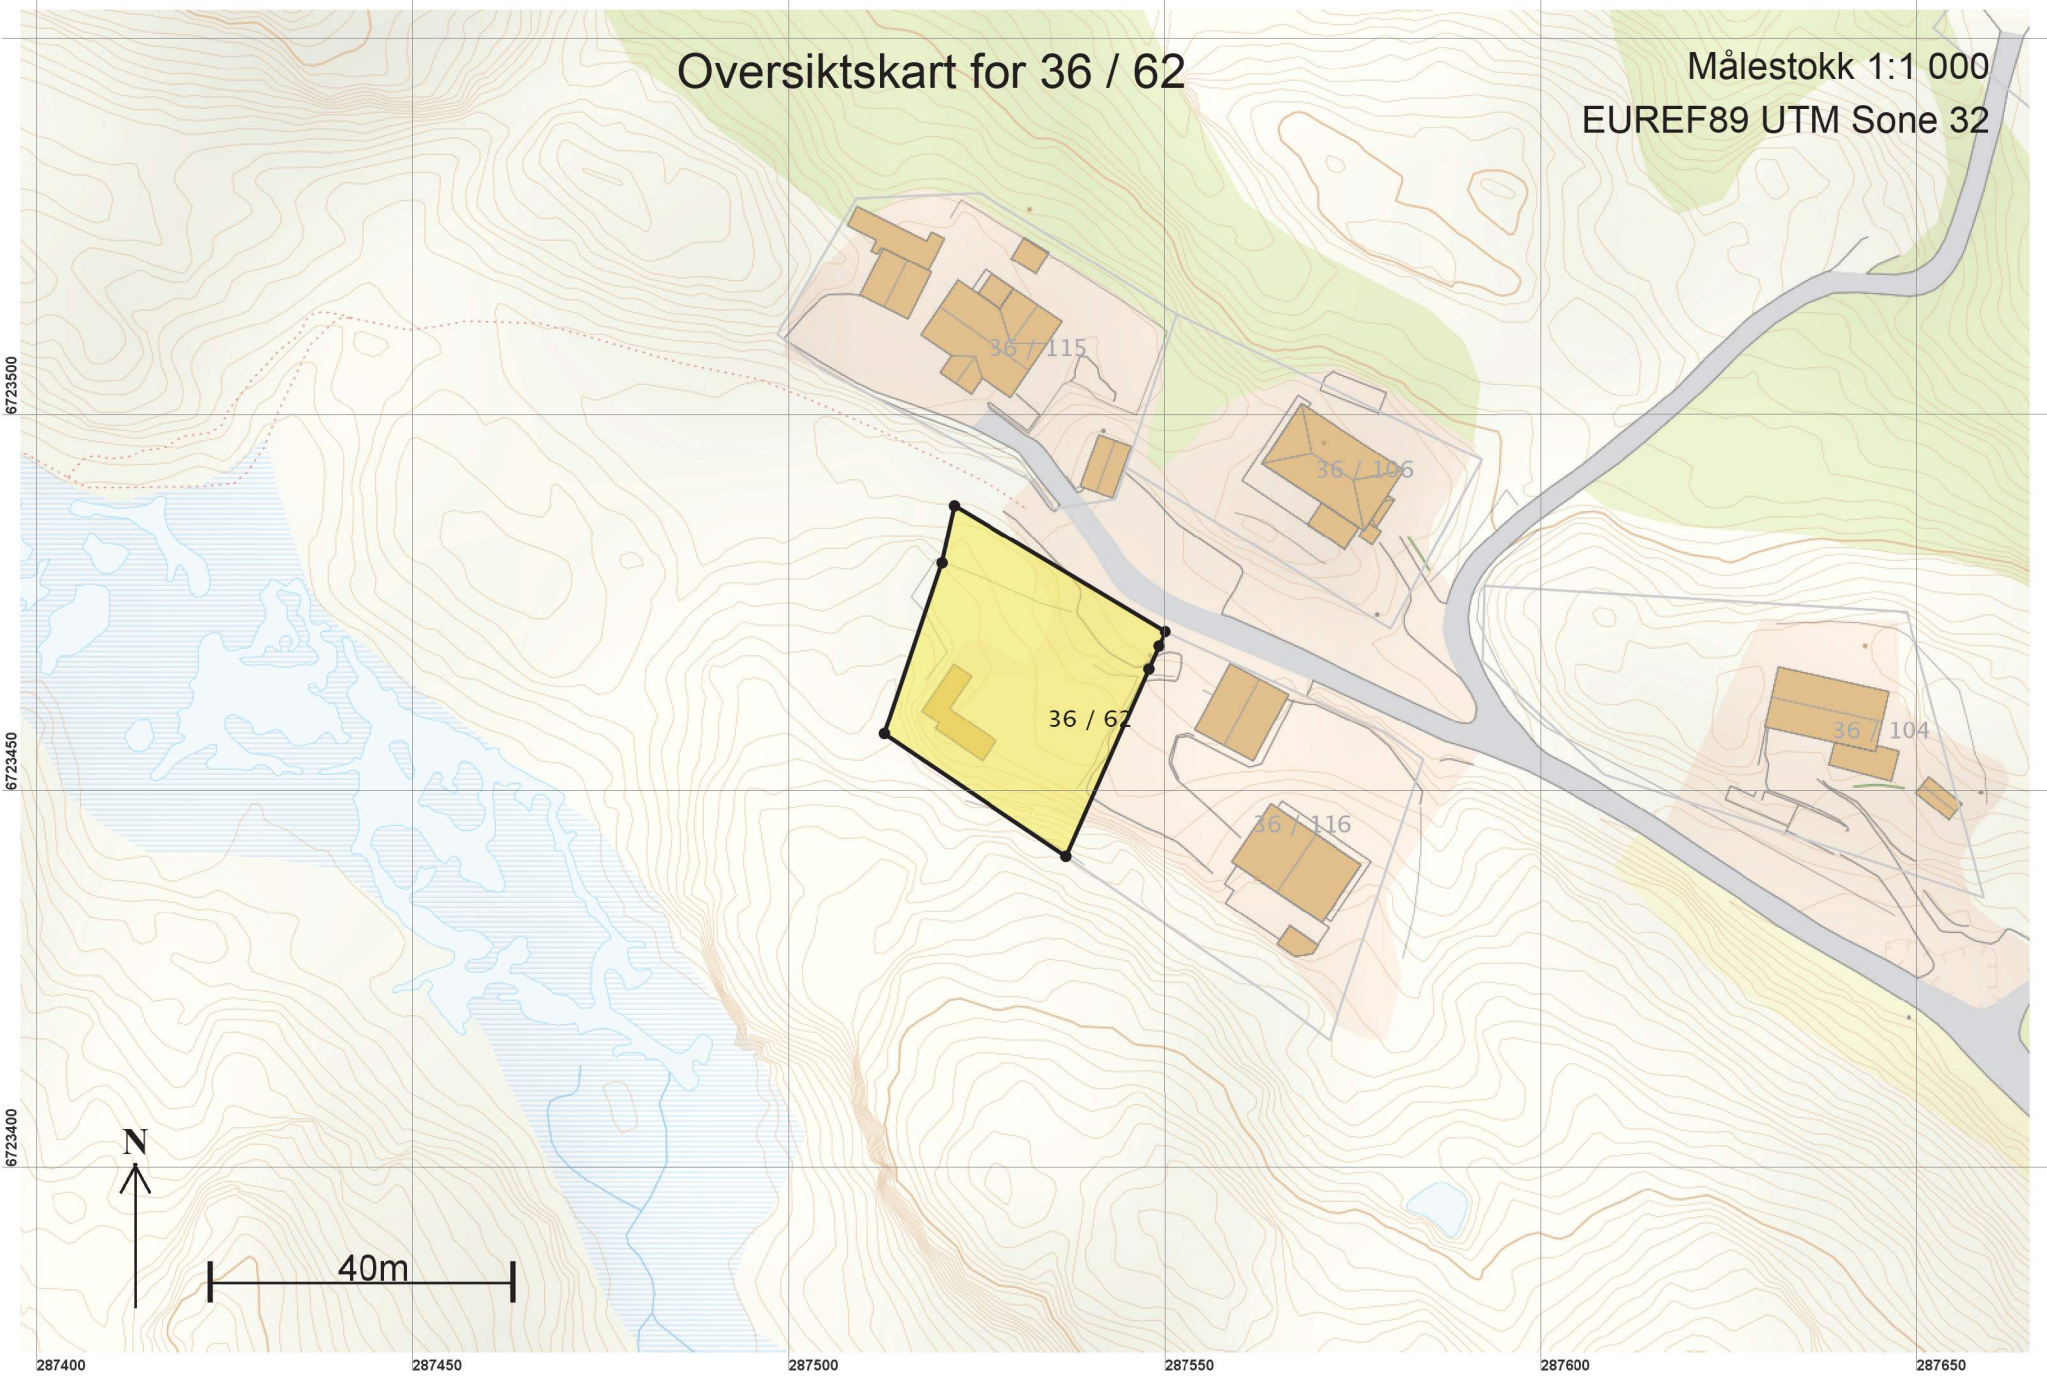 Oversiktskart for 36 / 62
Målestokk 1:1 000
EUREF89 UTM Sone 32
36 / 115
6723500
36 / 106
36 / 62
36 / 104
6723450
36 / 116
6723400
N
40m
287400
287450
287500
287550
287600
287650